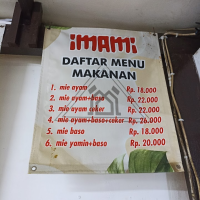 imami
DAFTAR MENU
MAKANAN
1. mie ayam Rp. 18.000
2. mie ayam+baso Rp. 22.000
3. mie ayam ceker Rp. 22.000
4. mie ayam+baso+ceker Rp. 26.000
5. mie baso Rp. 18.000
6. mie yamin+baso Rp. 20.000